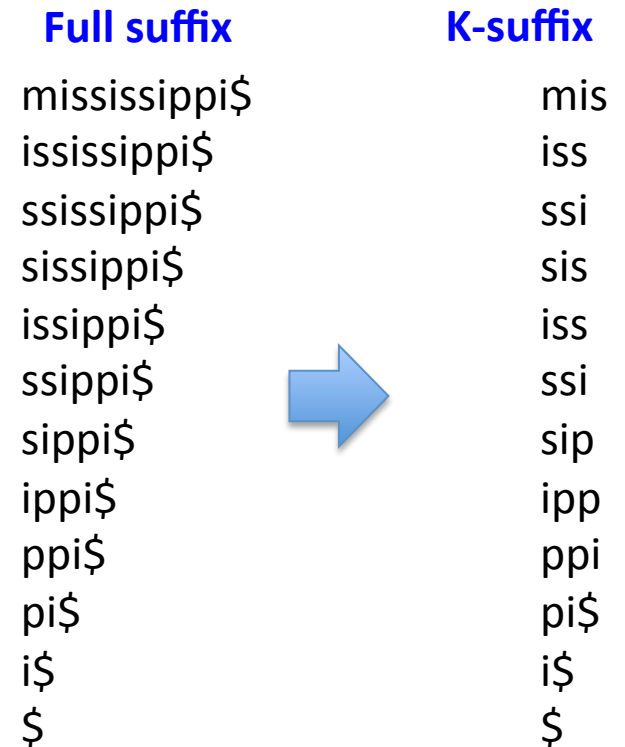 Full suffix K-suffix
mississippi$ mis
ississippi$ iss
ssissippi$ ssi
sissippi$ sis
issippi$ iss
ssippi$ ssi
sippi$ sip
ippi$ ipp
ppi$ ppi
pi$ pi$
i$ i$
$ $